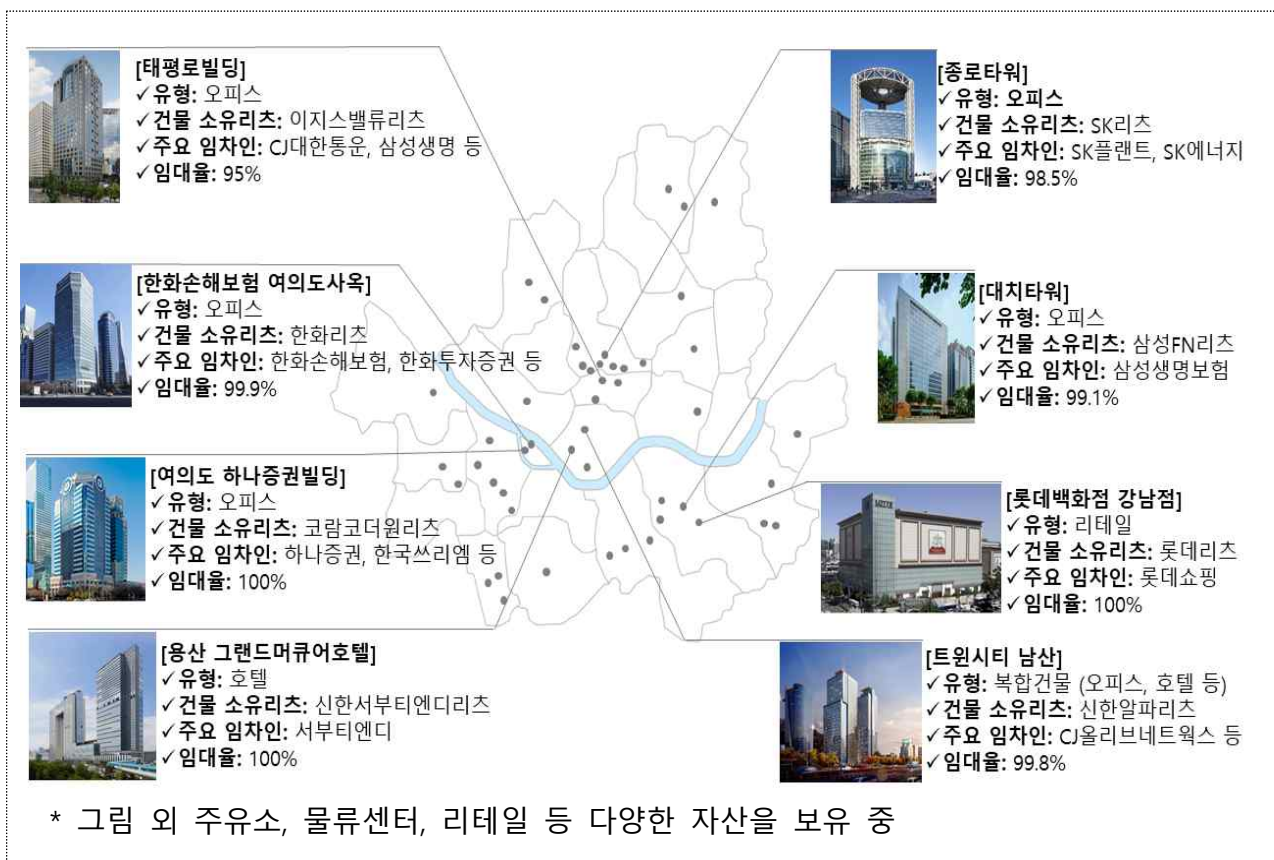 [태평로빌딩]
✓유형: 오피스
✓건물 소유리츠: 이지스밸류리츠
✓주요 임차인: CJ대한통운, 삼성생명 등
✓임대율: 95%
[종로타워]
✓유형: 오피스
✓건물 소유리츠: SK리츠
✓주요 임차인: SK플랜트, SK에너지
✓임대율: 98.5%
[한화손해보험 여의도사옥]
✓유형: 오피스
✓건물 소유리츠: 한화리츠
✓주요 임차인: 한화손해보험, 한화투자증권 등
✓임대율: 99.9%
[대치타워]
✓유형: 오피스
✓건물 소유리츠: 삼성FN리츠
✓주요 임차인: 삼성생명보험
✓임대율: 99.1%
[여의도 하나증권빌딩]
✓유형: 오피스
✓건물 소유리츠: 코람코더원리츠
✓주요 임차인: 하나증권, 한국쓰리엠 등
✓임대율: 100%
[롯데백화점 강남점]
✓유형: 리테일
✓건물 소유리츠: 롯데리츠
✓주요 임차인: 롯데쇼핑
✓임대율: 100%
[용산 그랜드머큐어호텔]
✓유형: 호텔
✓건물 소유리츠: 신한서부티엔디리츠
✓주요 임차인: 서부티엔디
✓임대율: 100%
[트윈시티 남산]
✓유형: 복합건물 (오피스, 호텔 등)
✓건물 소유리츠: 신한알파리츠
✓주요 임차인: CJ올리브네트웍스 등
✓임대율: 99.8%
* 그림 외 주유소, 물류센터, 리테일 등 다양한 자산을 보유 중